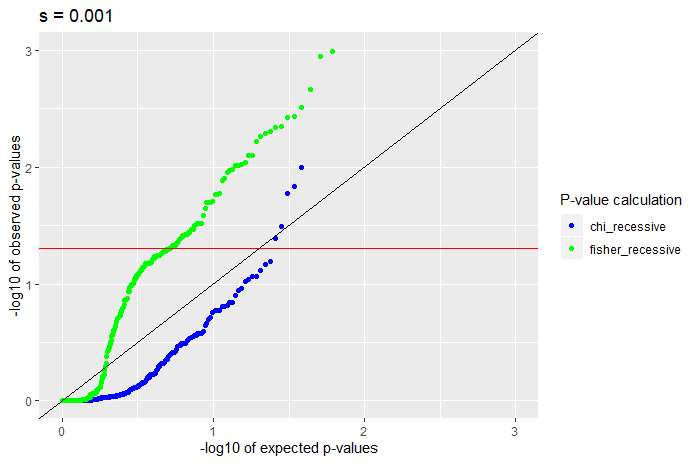 s = 0.001
3
2
1
0
-log10 of observed p-values
0
1
2
3
-log10 of expected p-values
P-value calculation
chi_recessive
fisher_recessive